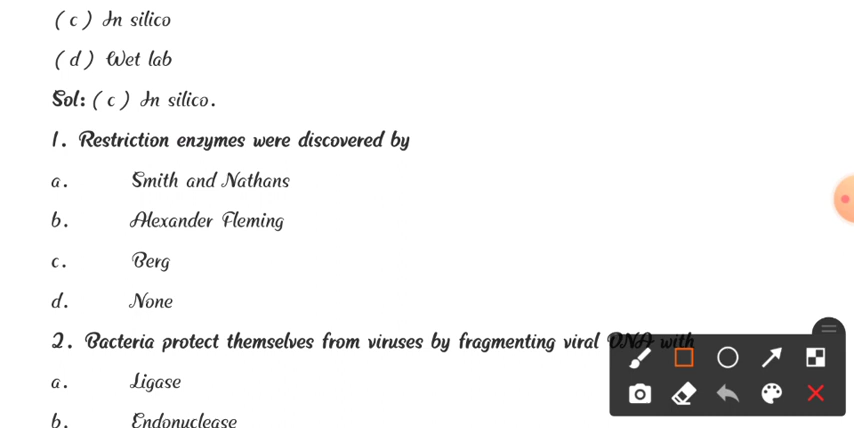 (c) In silico
(d) Wet lab
Sol: (c) In silico.
1. Restriction enzymes were discovered by
a. Smith and Nathans
b. Alexander Fleming
c. Berg
d. None
2. Bacteria protect themselves from viruses by fragmenting viral DNA with
a. Ligase
b. Endonuclease